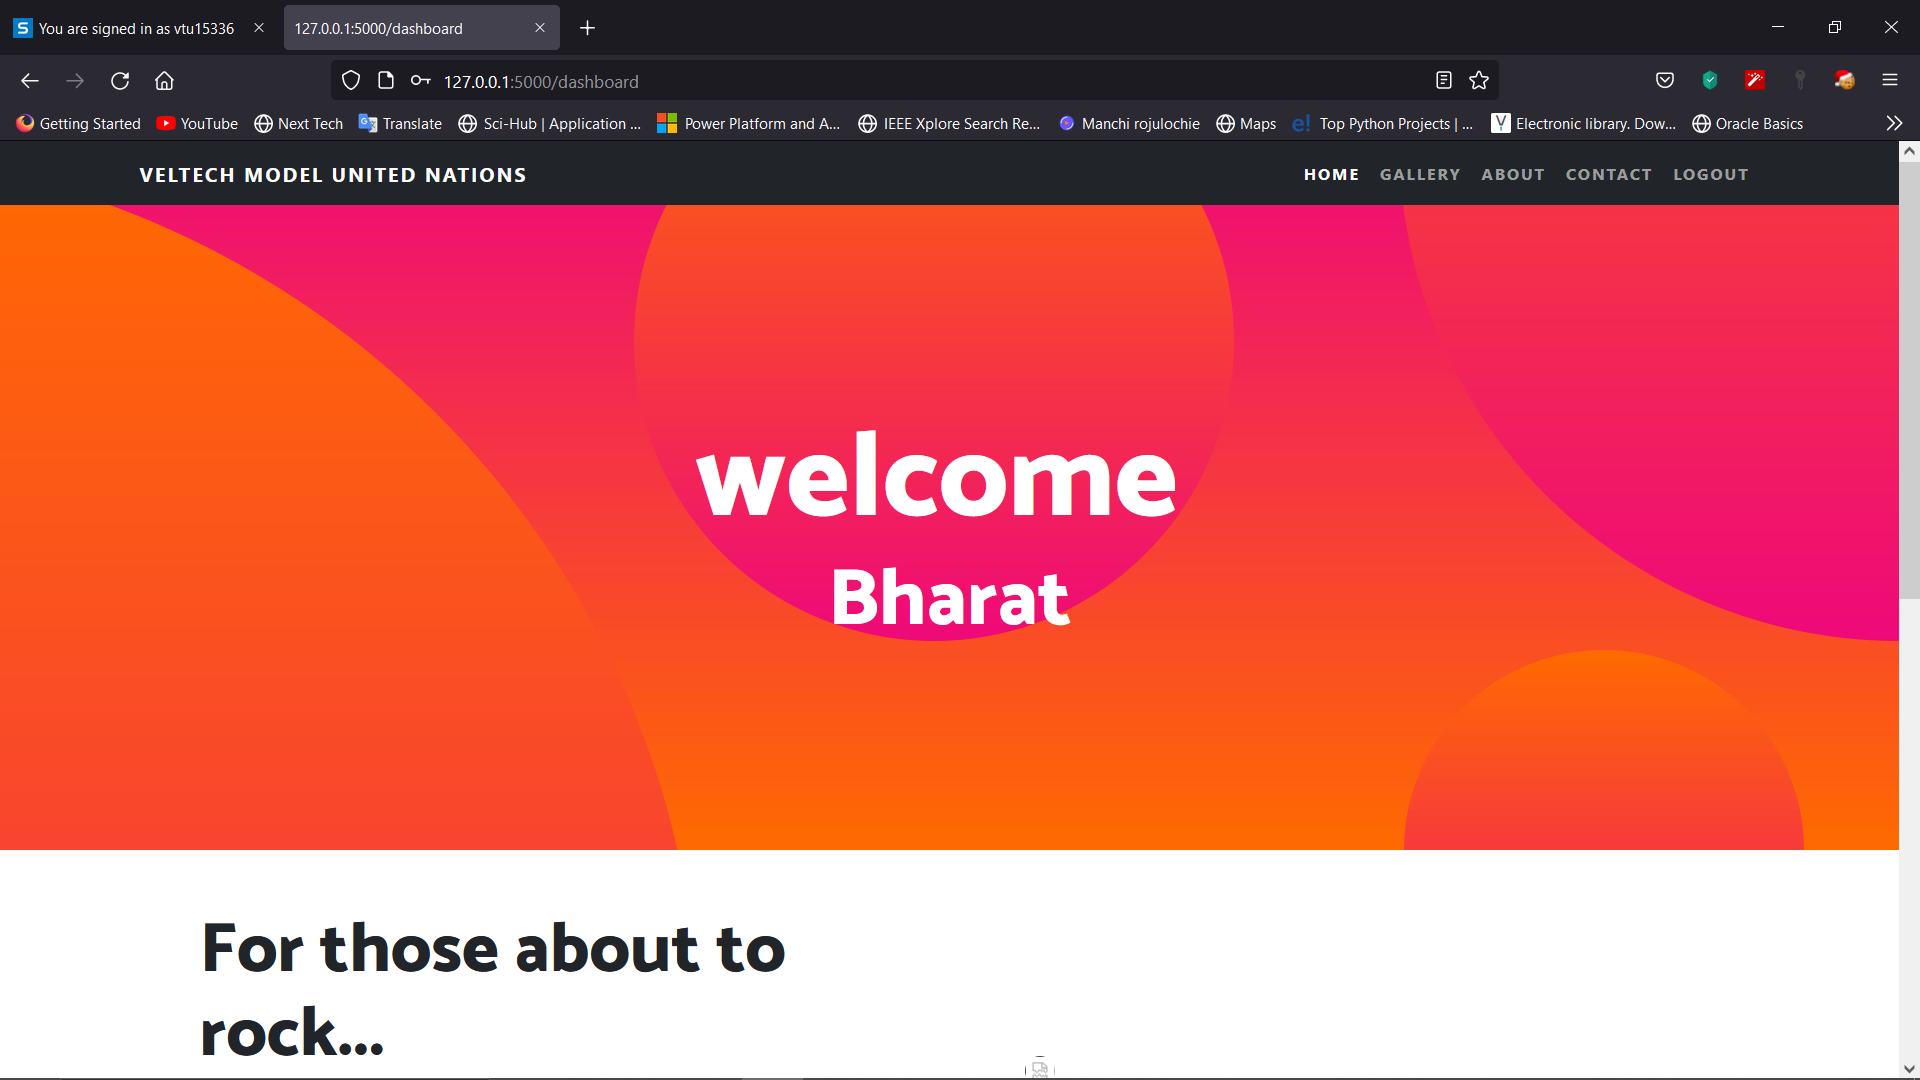 You are signed in as vtu15336
127.0.0.1:5000/dashboard
127.0.0.1:5000/dashboard
Getting Started YouTube Next Tech Translate Sci-Hub | Application ... Power Platform and A... IEEE Xplore Search Re... Manchi rojulochie Maps Top Python Projects | ... Electronic library. Dow... Oracle Basics
VELTECH MODEL UNITED NATIONS HOME GALLERY ABOUT CONTACT LOGOUT
welcome
Bharat
For those about to
rock...